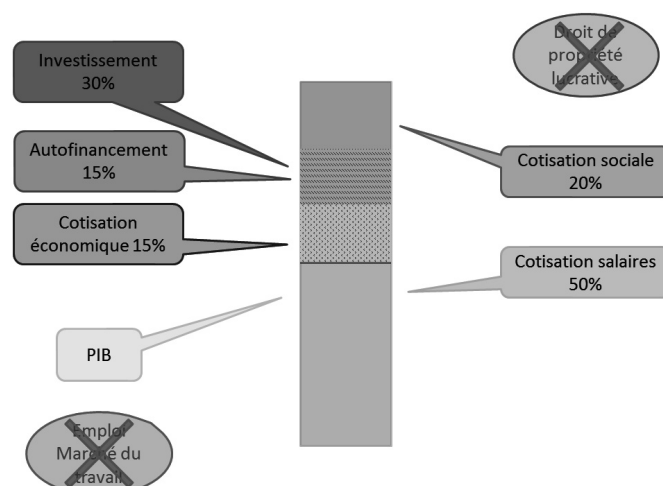 Droit de
propriété
lucrative
Investissement
30%
Autofinancement
15%
Cotisation sociale
20%
Cotisation
économique 15%
Cotisation salaires
50%
PIB
Emploi
Marché du
travail